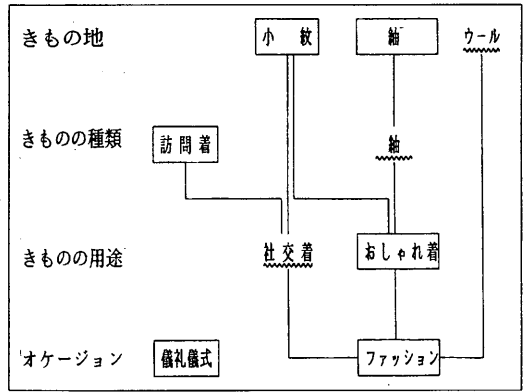 きもの地 小紋 紬 ウール
きものの種類 訪問着 紬
きものの用途 社交着 おしゃれ着
オケージョン 儀礼儀式 ファッション